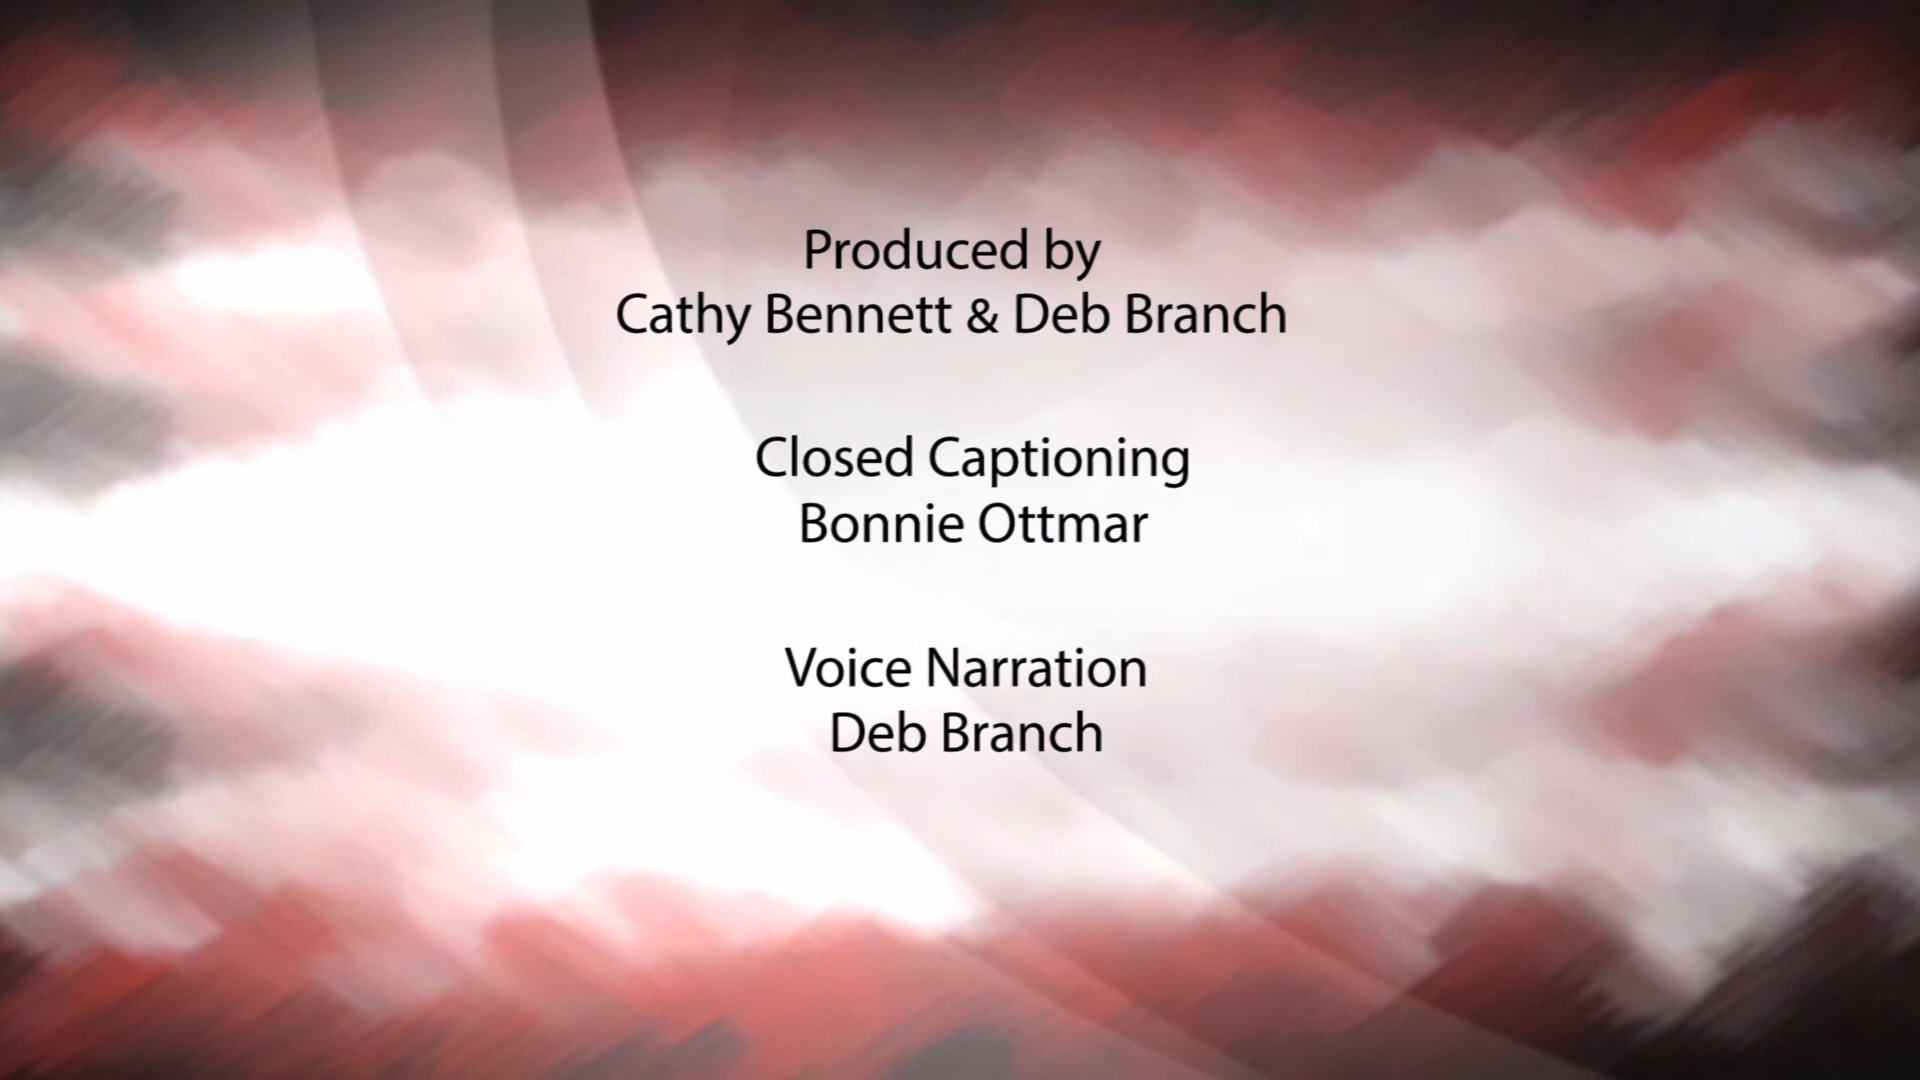 Produced by
Cathy Bennett & Deb Branch
Closed Captioning
Bonnie Ottmar
Voice Narration
Deb Branch